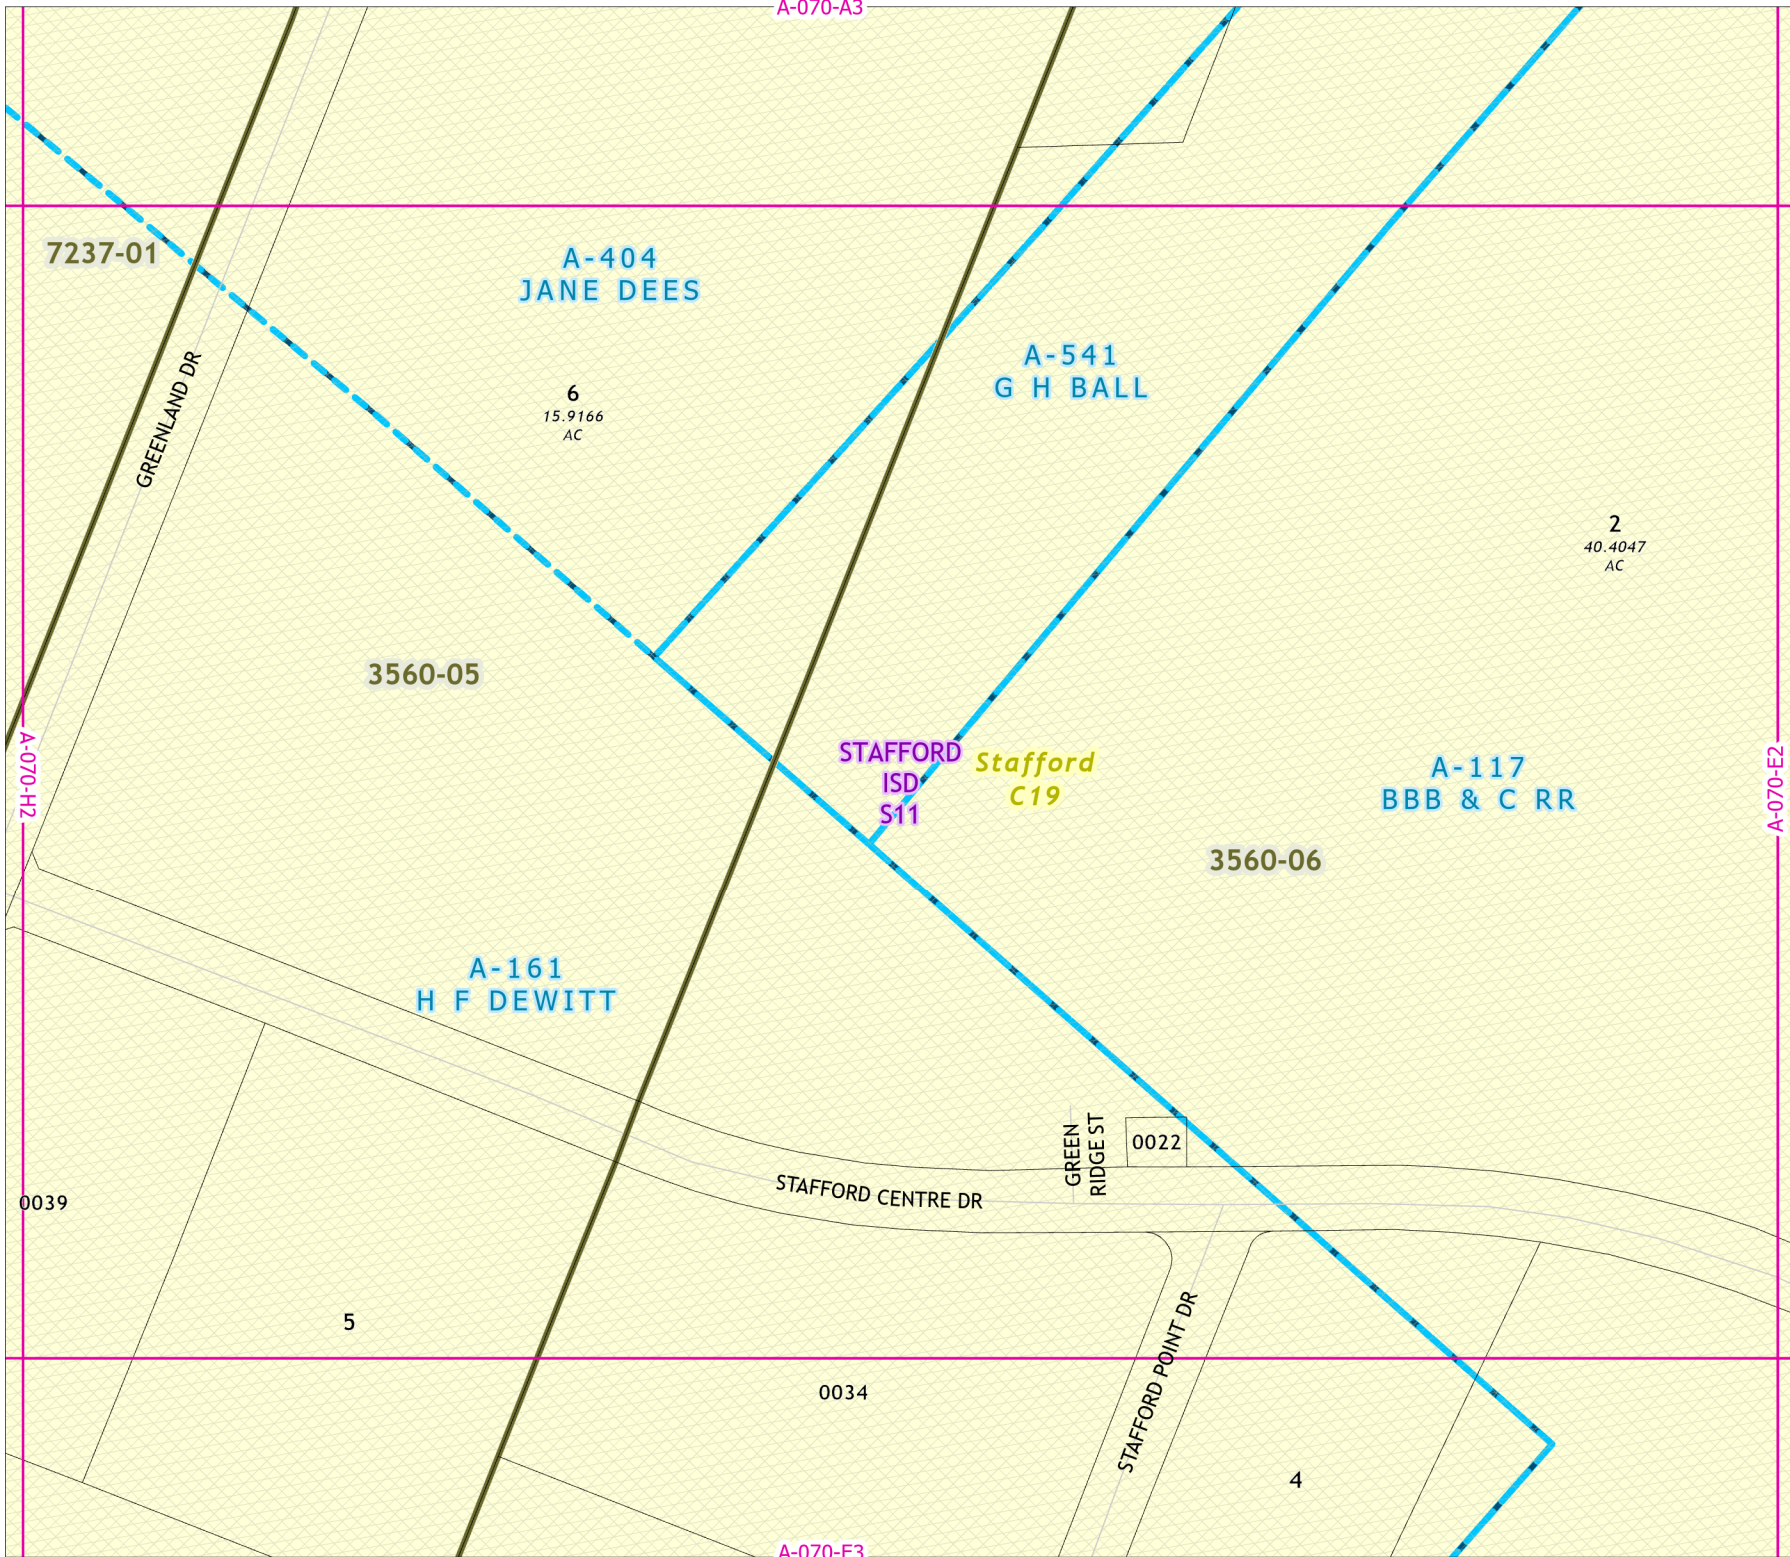 A-070-A3
7237-01
A-404
JANE DEES
A-541
G H BALL
GREENLAND DR
6
15.9166
AC
2
40.4047
AC
3560-05
A-070-H2
STAFFORD
ISD
S11
Stafford
C19
A-117
BBB & C RR
A-070-E2
3560-06
A-161
H F DEWITT
GREEN
RIDGE ST
0022
STAFFORD CENTRE DR
0039
5
STAFFORD POINT DR
0034
4
A-070-E3